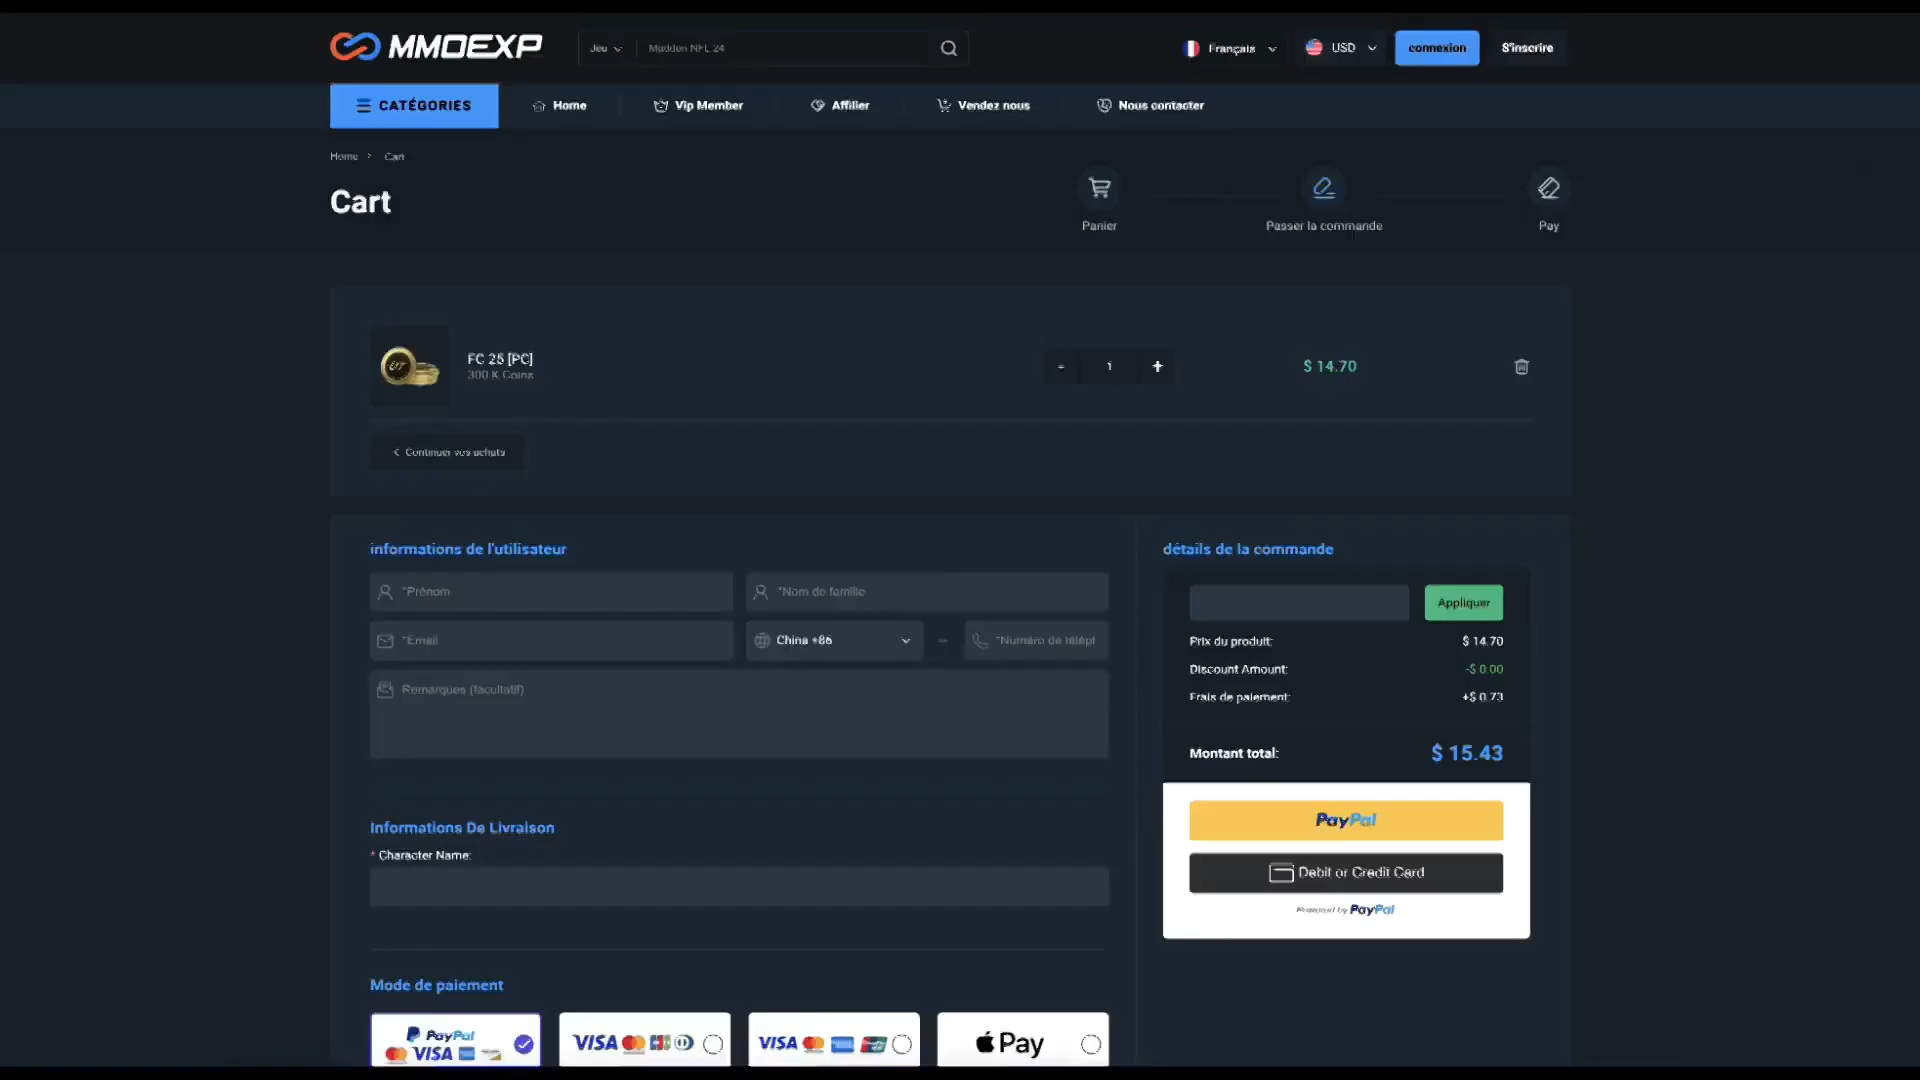 MMOEXP
Jeu
Madden NFL 24
Français
USD
connexion
S'inscrire
CATÉGORIES
Home
Vip Member
Affilier
Vendez nous
Nous contacter
Home > Cart
Cart
Panier
Passer la commande
Pay
FC 25 [PC]
300 K Coins
- 1 +
$ 14.70
< Continuer vos achats
informations de l'utilisateur
*Prénom
*Nom de famille
*Email
China +86
*Numéro de télépl
Remarques (facultatif)
Informations De Livraison
* Character Name:
Mode de paiement
PayPal
VISA
VISA
VISA
Pay
détails de la commande
Appliquer
Prix du produit: $ 14.70
Discount Amount: -$ 0.00
Frais de paiement: +$ 0.73
Montant total: $ 15.43
PayPal
Debit or Credit Card
Powered by PayPal